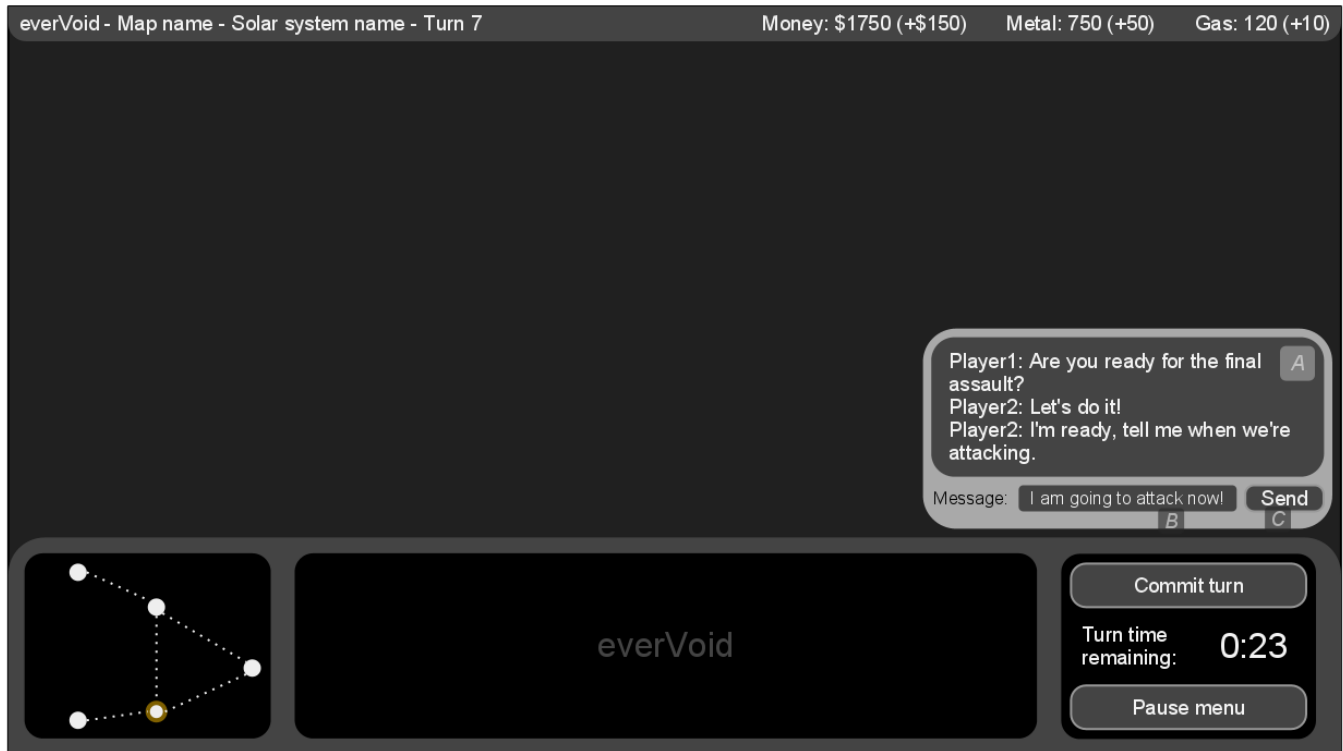 everVoid - Map name - Solar system name - Turn 7
Money: $1750 (+$150)
Metal: 750 (+50)
Gas: 120 (+10)
Player1: Are you ready for the final
assault?
A
Player2: Let's do it!
Player2: I'm ready, tell me when we're
attacking.
Message:
I am going to attack now!
Send
B
C
everVoid
Commit turn
Turn time
remaining:
0:23
Pause menu